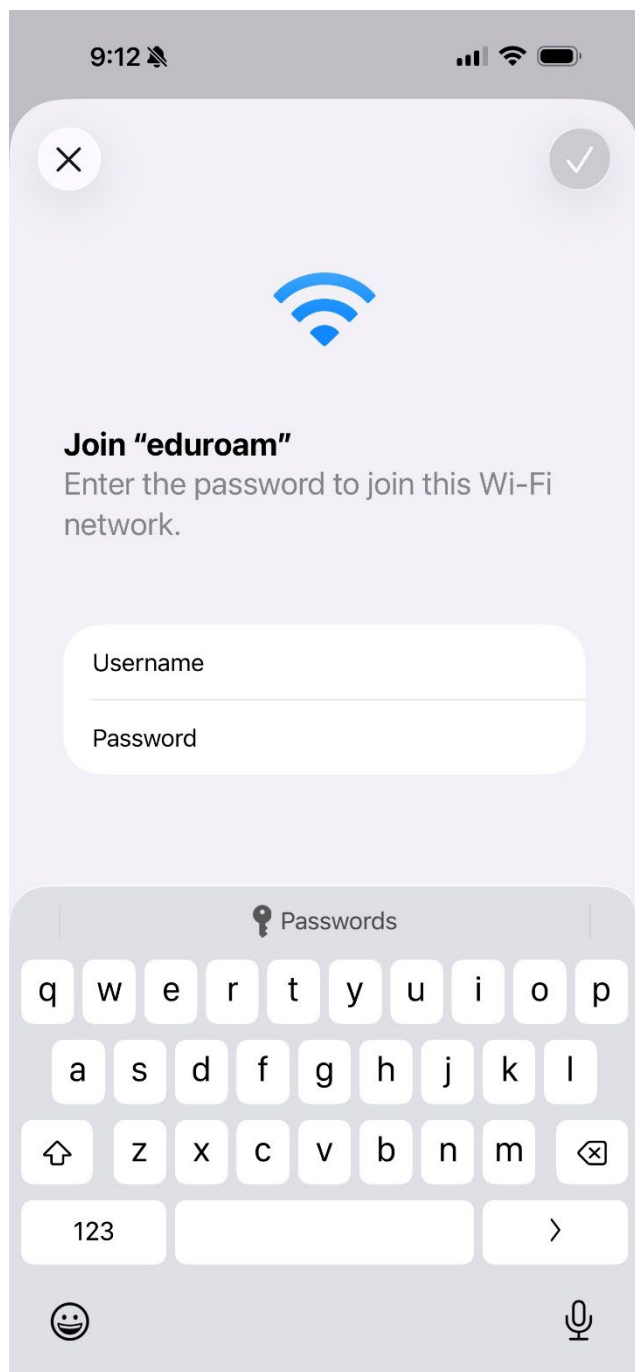 9:12
Join “eduroam”
Enter the password to join this Wi-Fi
network.
Username
Password
Passwords
q w e r t y u i o p
a s d f g h j k l
z x c v b n m
123